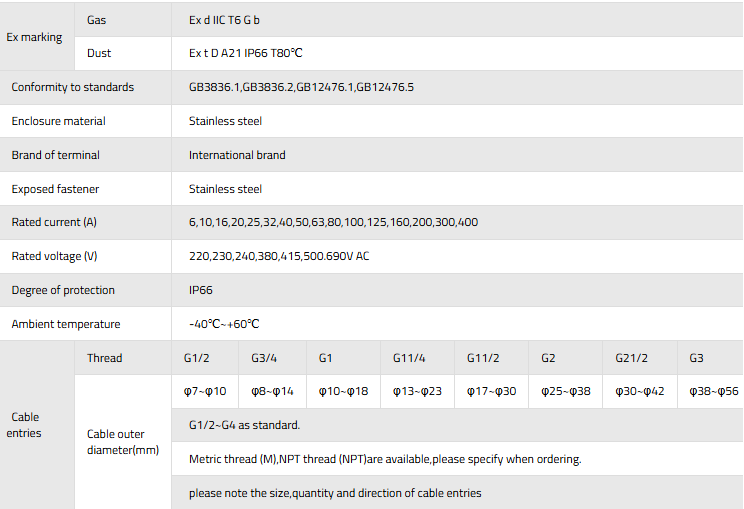 Ex marking
Gas
Ex d IIC T6 G b
Dust
Ex t D A21 IP66 T80℃
Conformity to standards
GB3836.1,GB3836.2,GB12476.1,GB12476.5
Enclosure material
Stainless steel
Brand of terminal
International brand
Exposed fastener
Stainless steel
Rated current (A)
6,10,16,20,25,32,40,50,63,80,100,125,160,200,300,400
Rated voltage (V)
220,230,240,380,415,500.690V AC
Degree of protection
IP66
Ambient temperature
-40℃~+60℃
Cable
entries
Thread
G1/2 G3/4 G1 G11/4 G11/2 G2 G21/2 G3
Cable outer
diameter(mm)
φ7~φ10 φ8~φ14 φ10~φ18 φ13~φ23 φ17~φ30 φ25~φ38 φ30~φ42 φ38~φ56
G1/2~G4 as standard.
Metric thread (M),NPT thread (NPT)are available,please specify when ordering.
please note the size,quantity and direction of cable entries